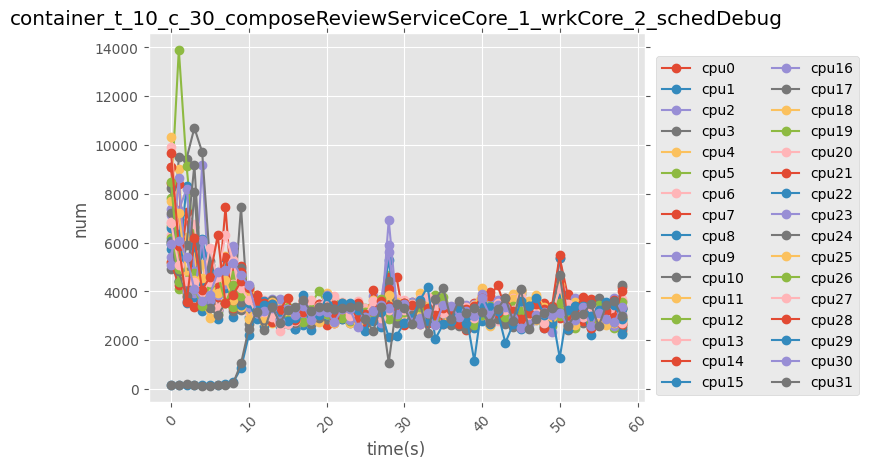 container_t_10_c_30_composeReviewServiceCore_1_wrkCore_2_schedDebug
14000
12000
10000
8000
6000
4000
2000
0
num
0
10
20
30
40
50
60
time(s)
cpu0
cpu1
cpu2
cpu3
cpu4
cpu5
cpu6
cpu7
cpu8
cpu9
cpu10
cpu11
cpu12
cpu13
cpu14
cpu15
cpu16
cpu17
cpu18
cpu19
cpu20
cpu21
cpu22
cpu23
cpu24
cpu25
cpu26
cpu27
cpu28
cpu29
cpu30
cpu31